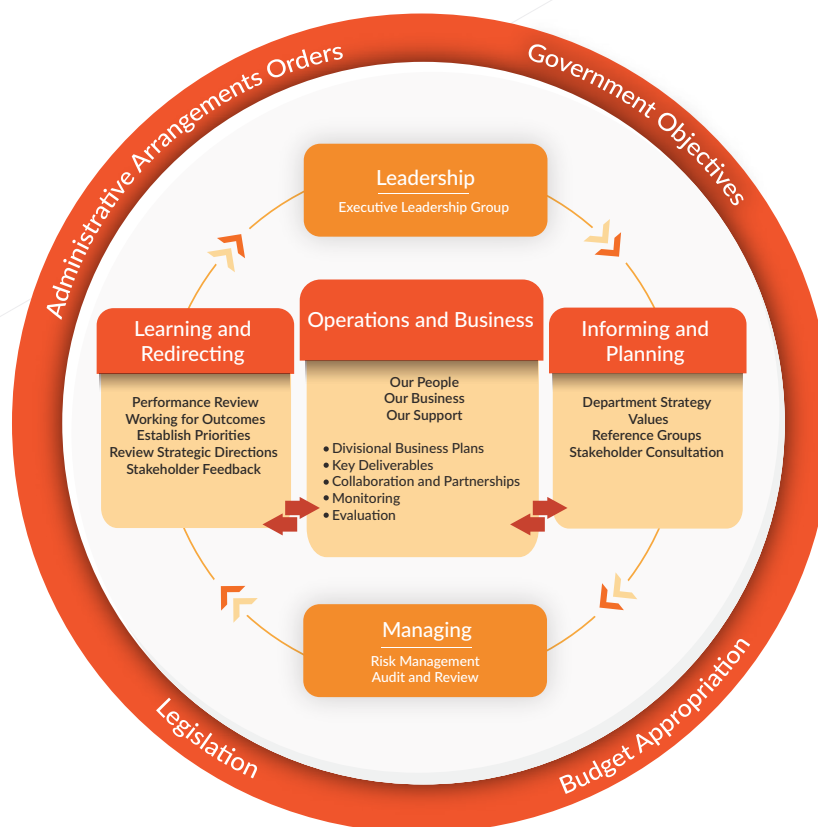 Administrative Arrangements Orders
Government Objectives
Leadership
Executive Leadership Group
Learning and
Redirecting
Performance Review
Working for Outcomes
Establish Priorities
Review Strategic Directions
Stakeholder Feedback
Operations and Business
Our People
Our Business
Our Support
• Divisional Business Plans
• Key Deliverables
• Collaboration and Partnerships
• Monitoring
• Evaluation
Informing and
Planning
Department Strategy
Values
Reference Groups
Stakeholder Consultation
Managing
Risk Management
Audit and Review
Legislation
Budget Appropriation